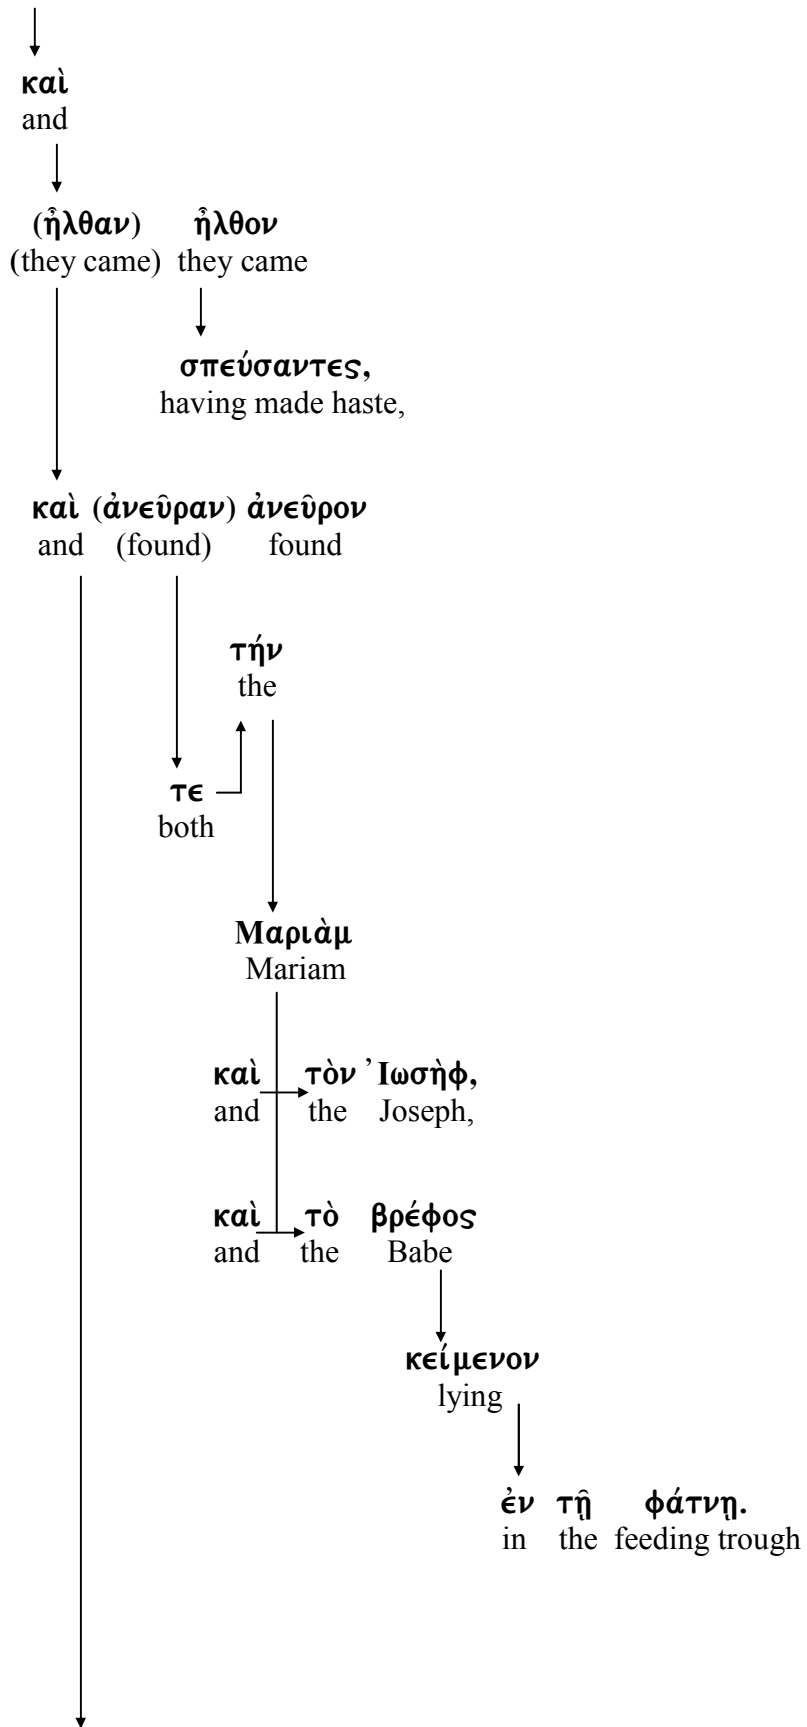 καὶ
and
(ἦλθαν) ἦλθον
(they came) they came
σπεύσαντες,
having made haste,
καὶ (ἀνεῦραν) ἀνεῦρον
and (found) found
τήν
the
τε
both
Μαριὰμ
Mariam
καὶ τὸν Ἰωσὴφ,
and the Joseph,
καὶ τὸ βρέφος
and the Babe
κείμενον
lying
ἐν τῇ φάτνῃ.
in the feeding trough